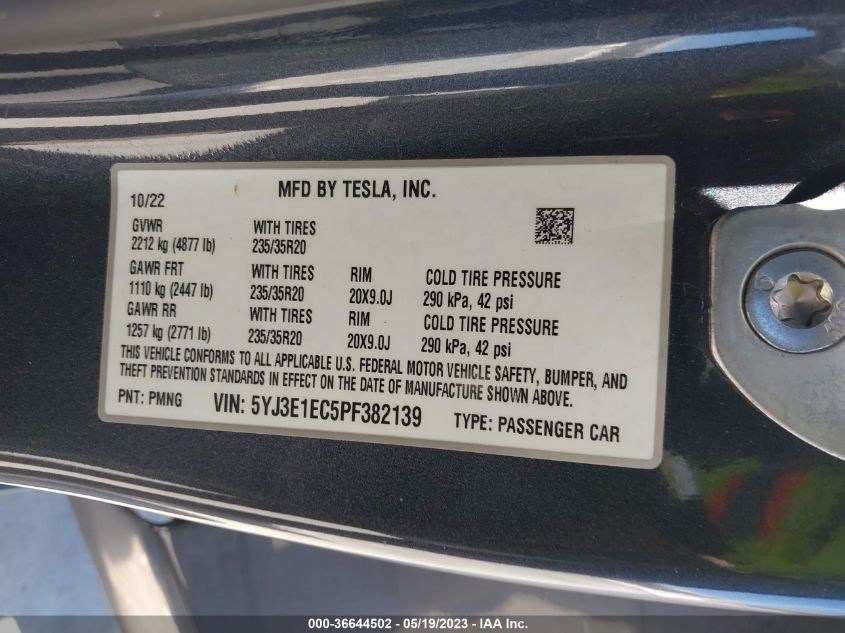 MFD BY TESLA, INC.
10/22
GVWR WITH TIRES
2212 kg (4877 lb) 235/35R20
GAWR FRT WITH TIRES RIM COLD TIRE PRESSURE
1110 kg (2447 lb) 235/35R20 20X9.0J 290 kPa, 42 psi
GAWR RR WITH TIRES RIM COLD TIRE PRESSURE
1257 kg (2771 lb) 235/35R20 20X9.0J 290 kPa, 42 psi
THIS VEHICLE CONFORMS TO ALL APPLICABLE U.S. FEDERAL MOTOR VEHICLE SAFETY, BUMPER, AND
THEFT PREVENTION STANDARDS IN EFFECT ON THE DATE OF MANUFACTURE SHOWN ABOVE.
PNT: PMNG VIN: 5YJ3E1EC5PF382139 TYPE: PASSENGER CAR
000-36644502 - 05/19/2023 - IAA Inc.